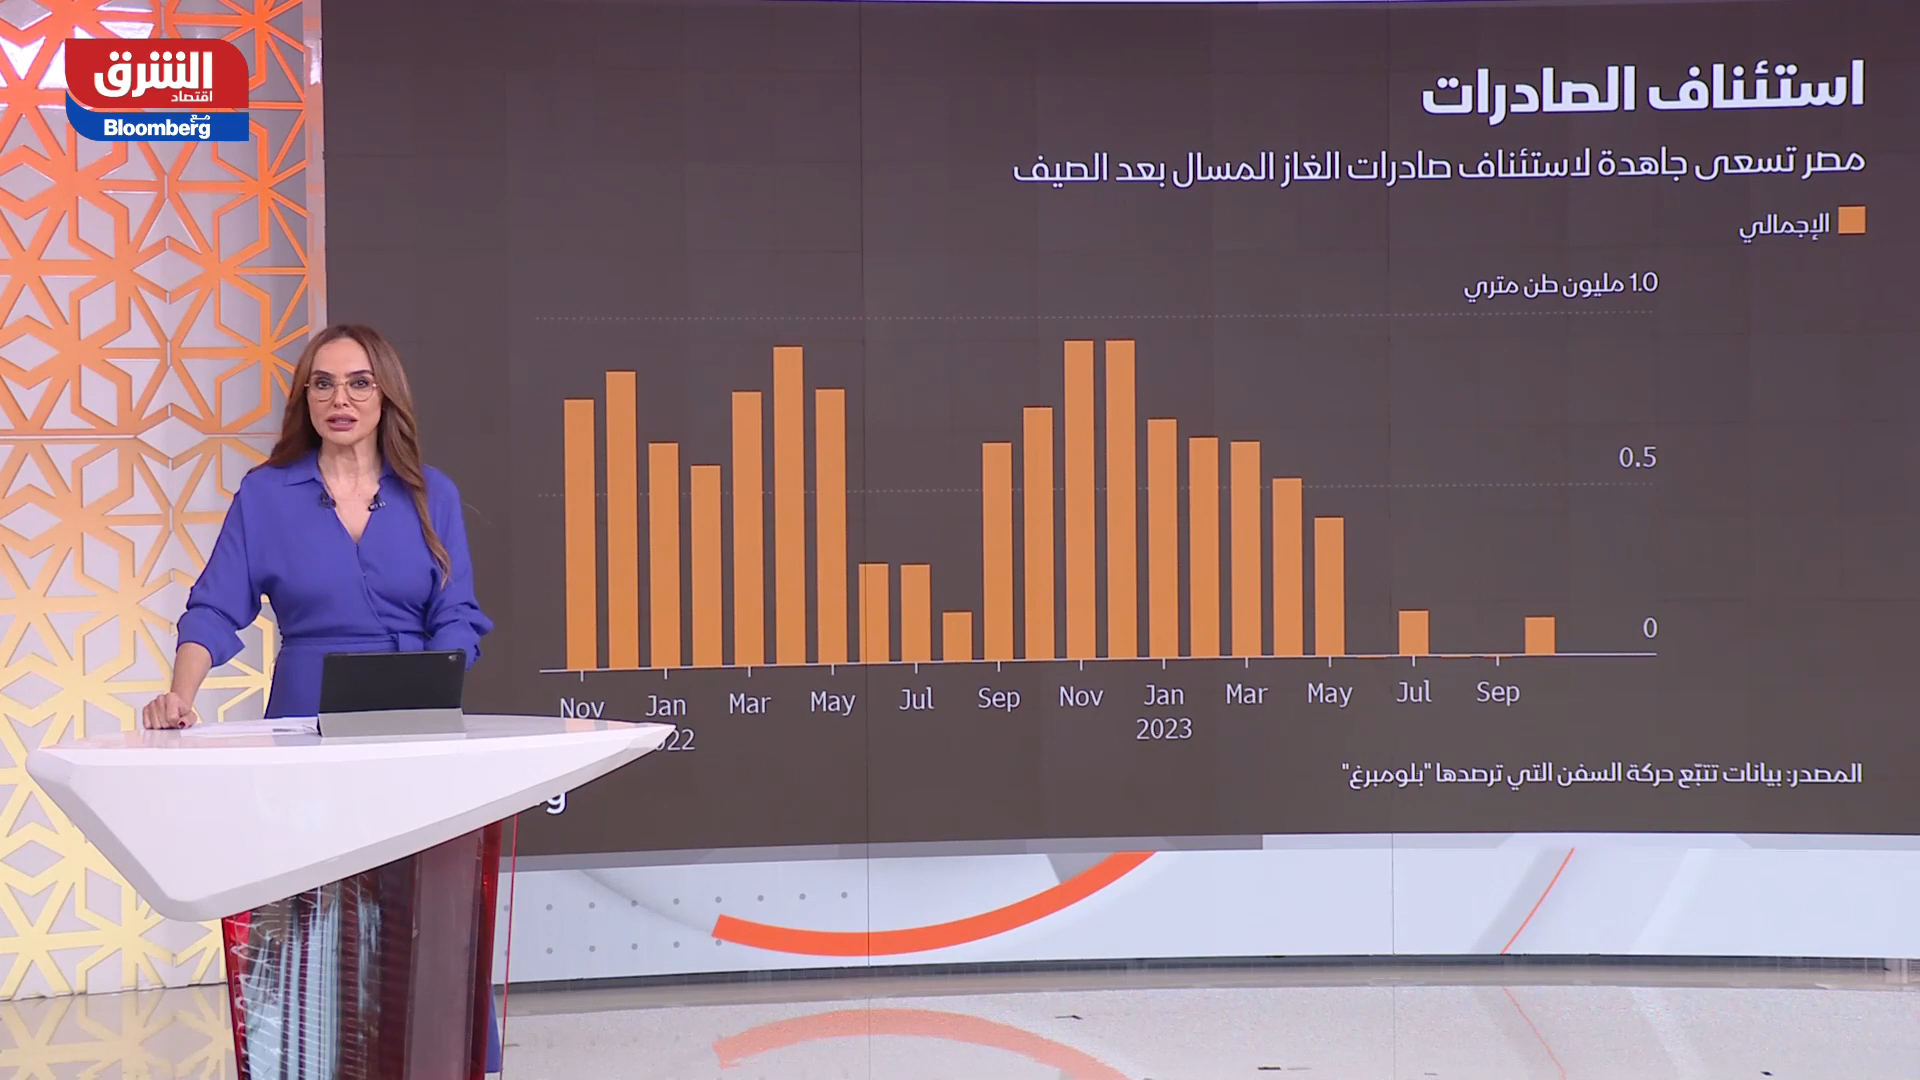 الشرق
اقتصاد
مع
Bloomberg
استئناف الصادرات
مصر تسعى جاهدة لاستئناف صادرات الغاز المسال بعد الصيف
الإجمالي
1.0 مليون طن متري
0.5
0
Nov Jan Mar May Jul Sep Nov Jan Mar May Jul Sep
22 2023
المصدر: بيانات تتبّع حركة السفن التي ترصدها "بلومبرغ"
g